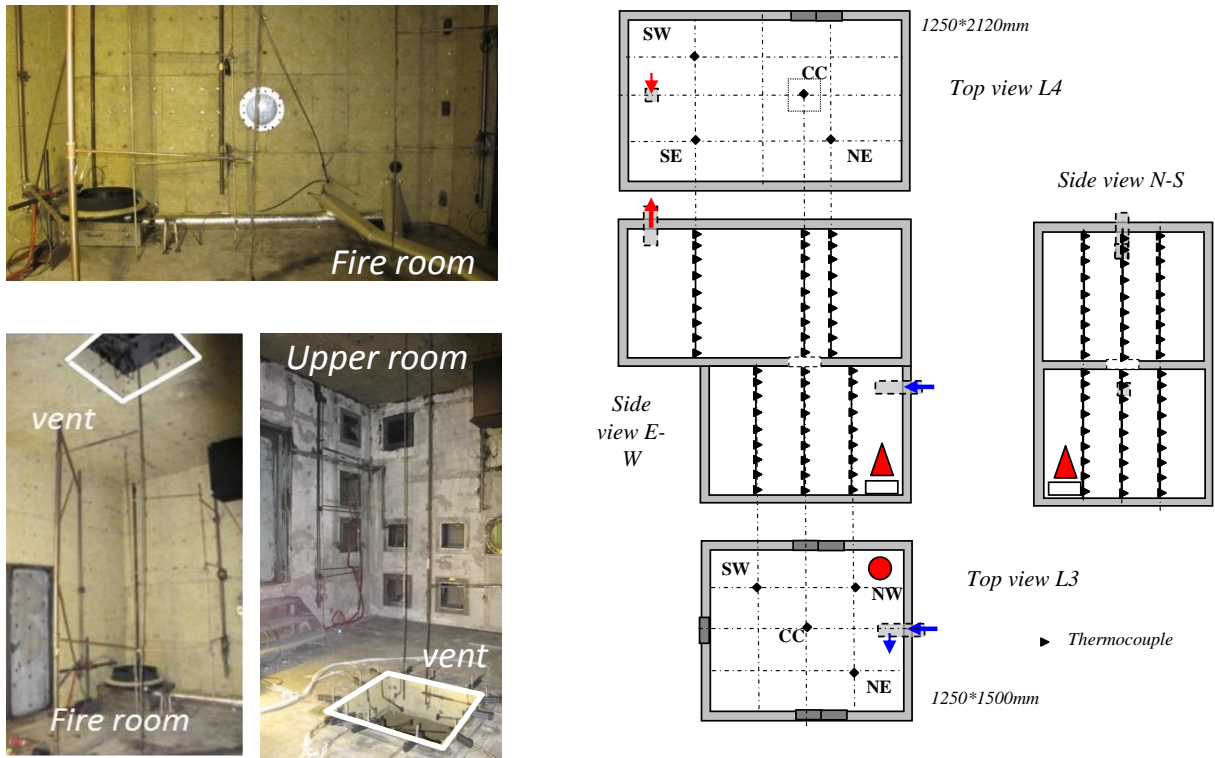 Fire room
vent
Fire room
Upper room
vent
1250*2120mm
SW
CC
Top view L4
SE
NE
Side view N-S
Side
view E-
W
SW
NW
Top view L3
CC
Thermocouple
NE
1250*1500mm